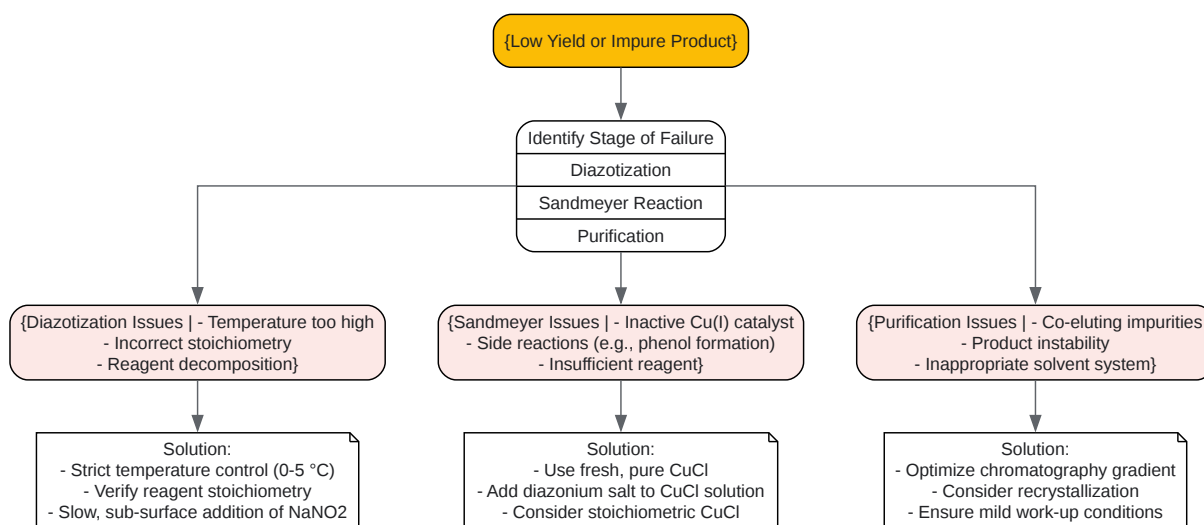 {Low Yield or Impure Product}
Identify Stage of Failure
Diazotization
Sandmeyer Reaction
Purification
{Diazotization Issues | - Temperature too high
- Incorrect stoichiometry
- Reagent decomposition}
{Sandmeyer Issues | - Inactive Cu(I) catalyst
- Side reactions (e.g., phenol formation)
- Insufficient reagent}
{Purification Issues | - Co-eluting impurities
- Product instability
- Inappropriate solvent system}
Solution:
- Strict temperature control (0-5 °C)
- Verify reagent stoichiometry
- Slow, sub-surface addition of NaNO2
Solution:
- Use fresh, pure CuCl
- Add diazonium salt to CuCl solution
- Consider stoichiometric CuCl
Solution:
- Optimize chromatography gradient
- Consider recrystallization
- Ensure mild work-up conditions